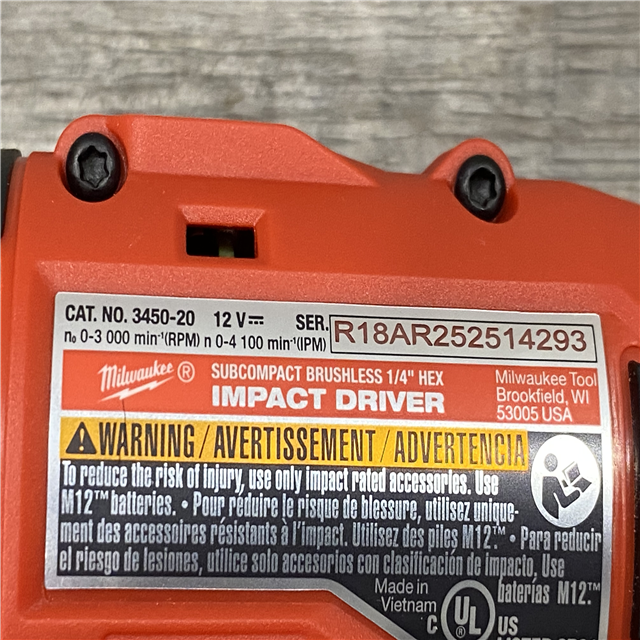 CAT. NO. 3450-20 12 V⎓ SER. R18AR252514293
n₀ 0-3 000 min⁻¹(RPM) n 0-4 100 min⁻¹(IPM)
Milwaukee ® SUBCOMPACT BRUSHLESS 1/4" HEX
IMPACT DRIVER
Milwaukee Tool
Brookfield, WI
53005 USA
WARNING / AVERTISSEMENT / ADVERTENCIA
To reduce the risk of injury, use only impact rated accessories. Use
M12™ batteries. • Pour réduire le risque de blessure, utilisez unique-
ment des accessoires résistants à l'impact. Utilisez des piles M12™. • Para reducir
el riesgo de lesiones, utilice solo accesorios con clasificación de impacto. Use
baterías M12™.
Made in
Vietnam
C UL US